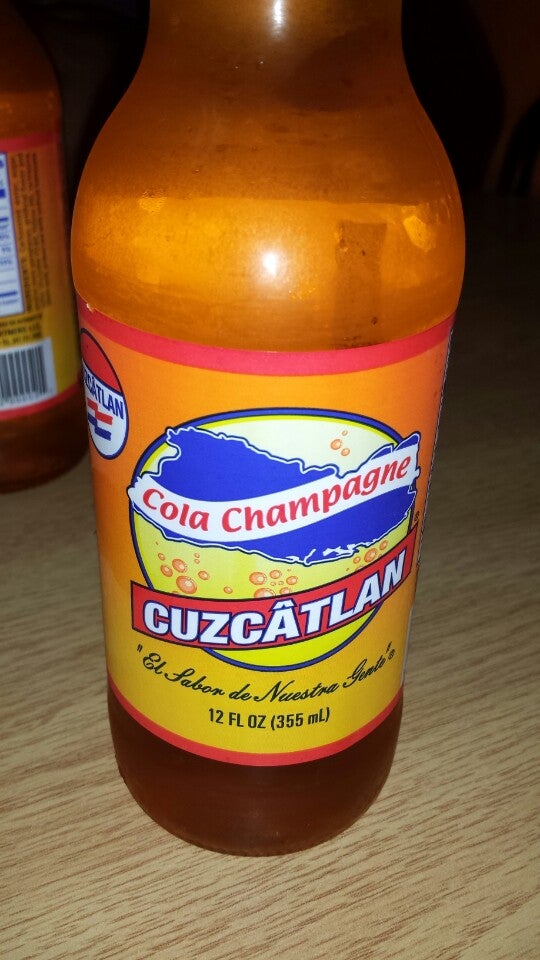 Cola Champagne
CUZCÂTLAN
"El Sabor de Nuestra Gente"®
12 FL OZ (355 mL)